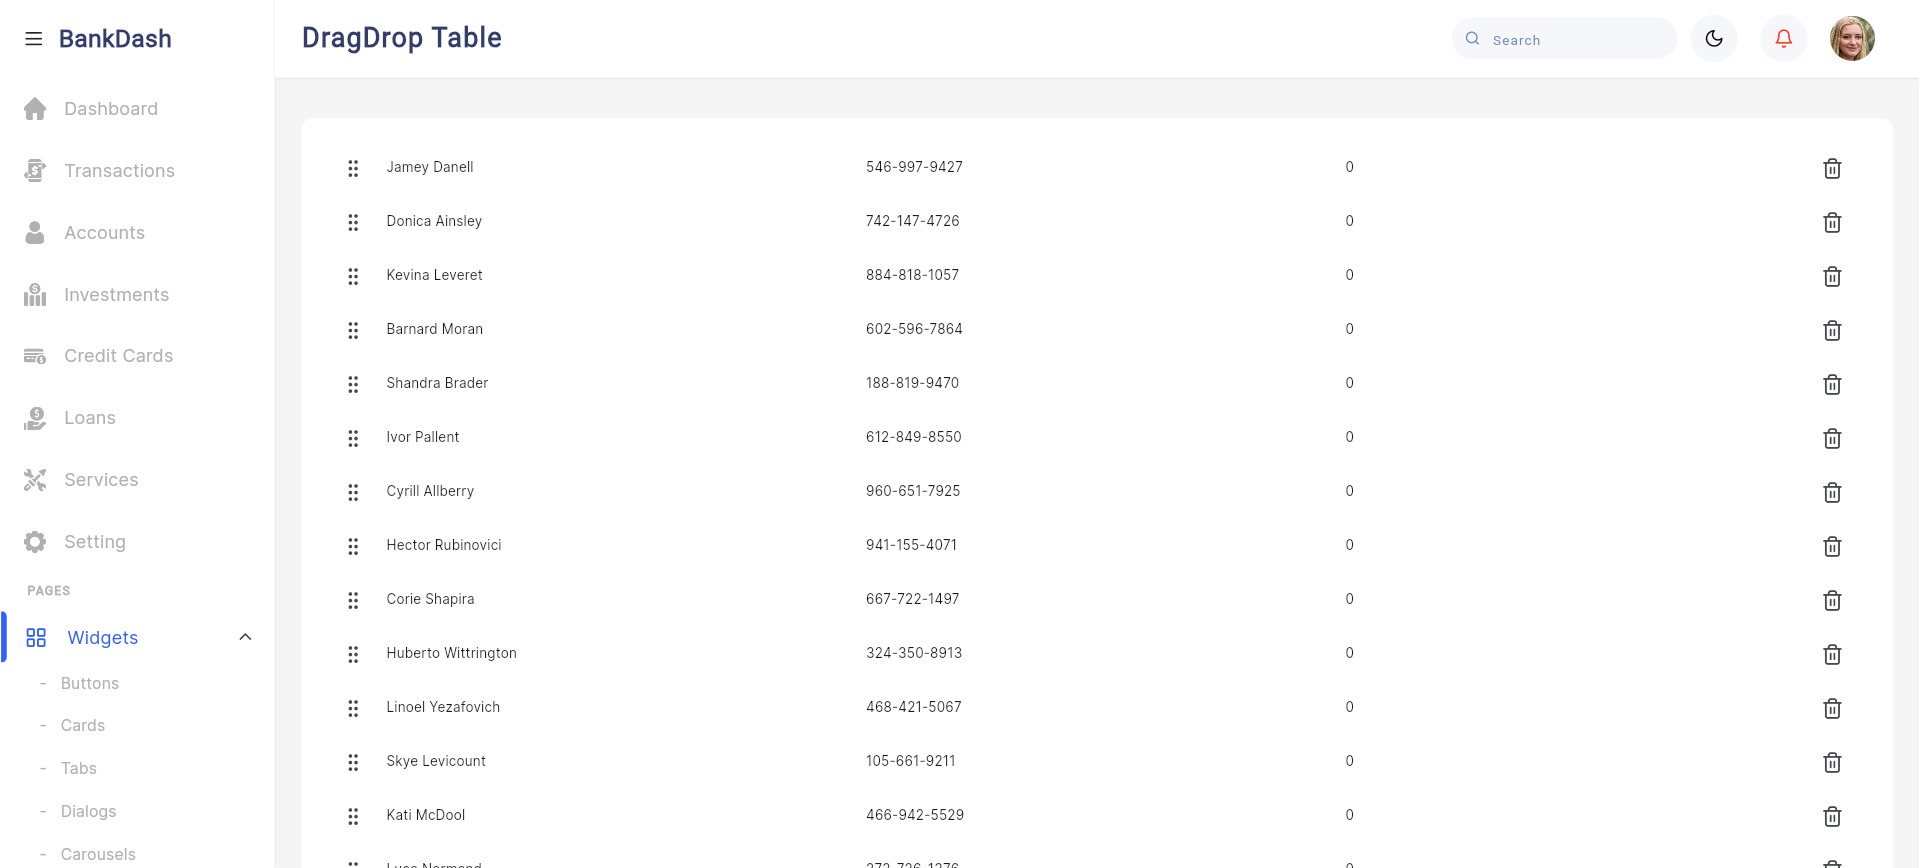 BankDash
DragDrop Table
Search
Dashboard
Transactions
Accounts
Investments
Credit Cards
Loans
Services
Setting
PAGES
Widgets
- Buttons
- Cards
- Tabs
- Dialogs
- Carousels
Jamey Danell 546-997-9427 0
Donica Ainsley 742-147-4726 0
Kevina Leveret 884-818-1057 0
Barnard Moran 602-596-7864 0
Shandra Brader 188-819-9470 0
Ivor Pallent 612-849-8550 0
Cyrill Allberry 960-651-7925 0
Hector Rubinovici 941-155-4071 0
Corie Shapira 667-722-1497 0
Huberto Wittrington 324-350-8913 0
Linoel Yezafovich 468-421-5067 0
Skye Levicount 105-661-9211 0
Kati McDool 466-942-5529 0